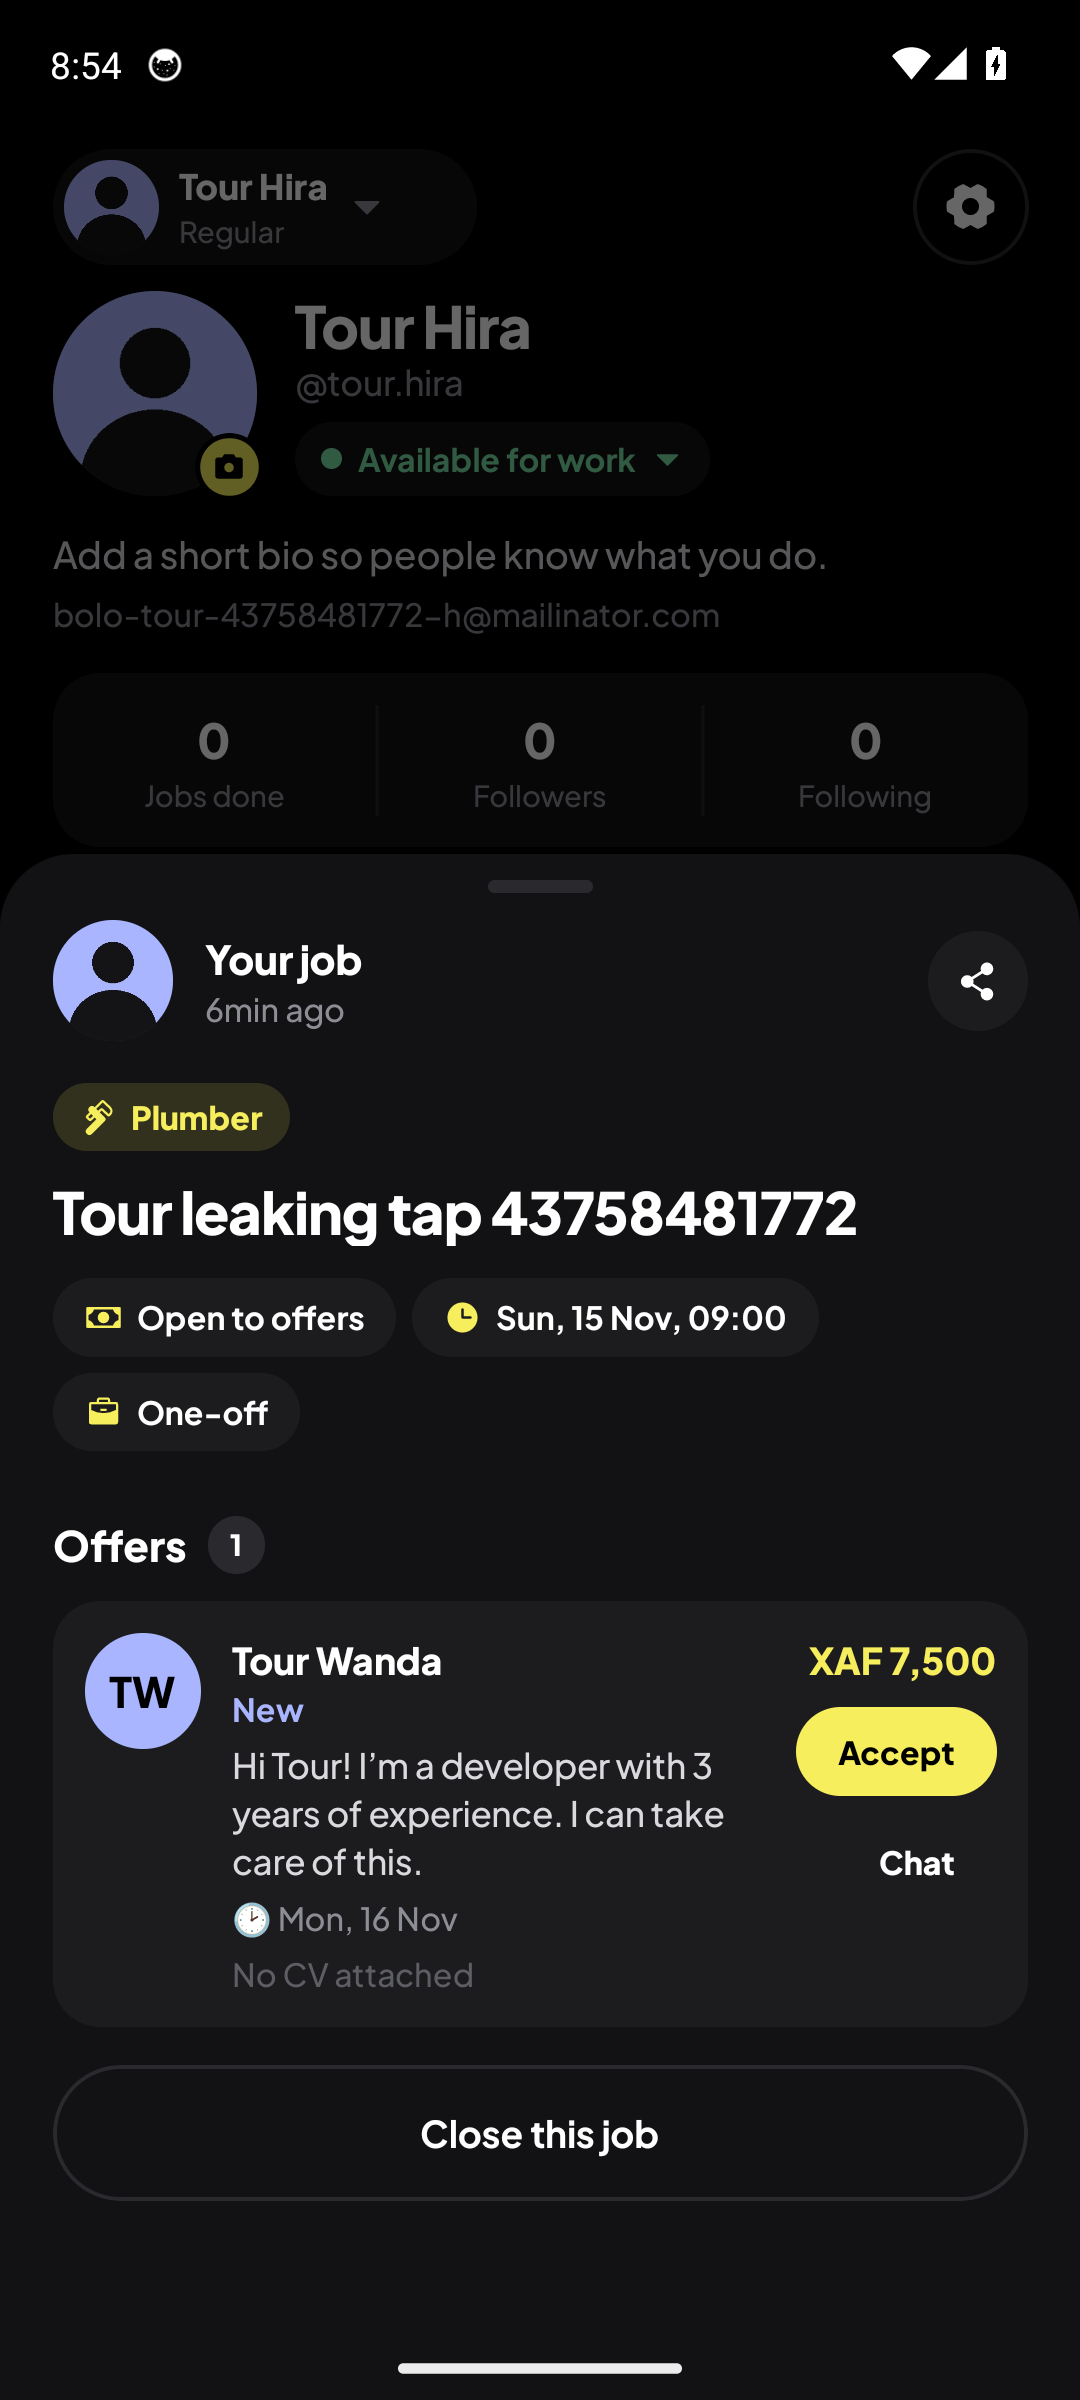 8:54
Tour Hira
Regular
Tour Hira
@tour.hira
Available for work
Add a short bio so people know what you do.
bolo-tour-43758481772-h@mailinator.com
0
Jobs done
0
Followers
0
Following
Your job
6min ago
Plumber
Tour leaking tap 43758481772
Open to offers
Sun, 15 Nov, 09:00
One-off
Offers 1
TW
Tour Wanda
XAF 7,500
New
Accept
Hi Tour! I’m a developer with 3
years of experience. I can take
care of this.
Chat
🕑 Mon, 16 Nov
No CV attached
Close this job